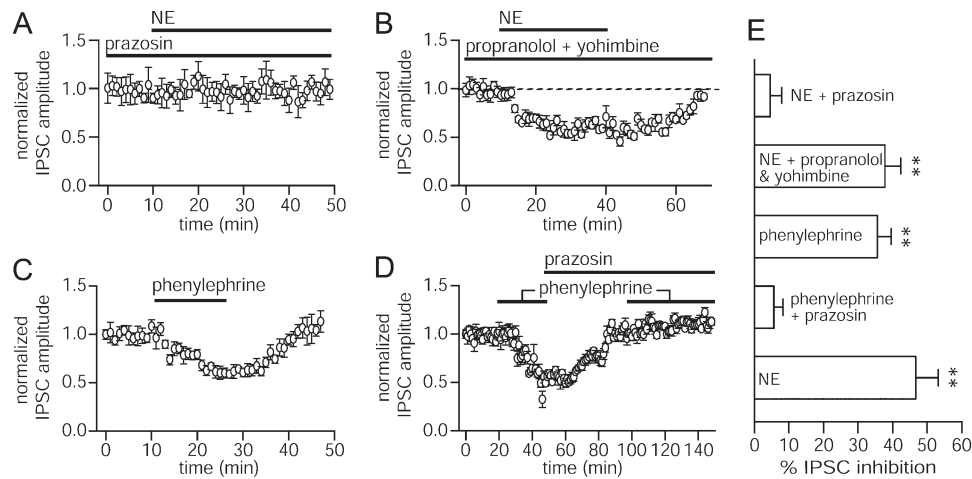 A
NE
prazosin
1.5
1.0
0.5
0.0
normalized
IPSC amplitude
0 10 20 30 40 50
time (min)
B
NE
propranolol + yohimbine
1.5
1.0
0.5
0.0
normalized
IPSC amplitude
0 20 40 60
time (min)
C
phenylephrine
1.5
1.0
0.5
0.0
normalized
IPSC amplitude
0 10 20 30 40 50
time (min)
D
prazosin
phenylephrine
1.5
1.0
0.5
0.0
normalized
IPSC amplitude
0 20 40 60 80 100 120 140
time (min)
E
NE + prazosin
NE + propranolol
& yohimbine
**
phenylephrine
**
phenylephrine
+ prazosin
NE
**
0 10 20 30 40 50 60
% IPSC inhibition